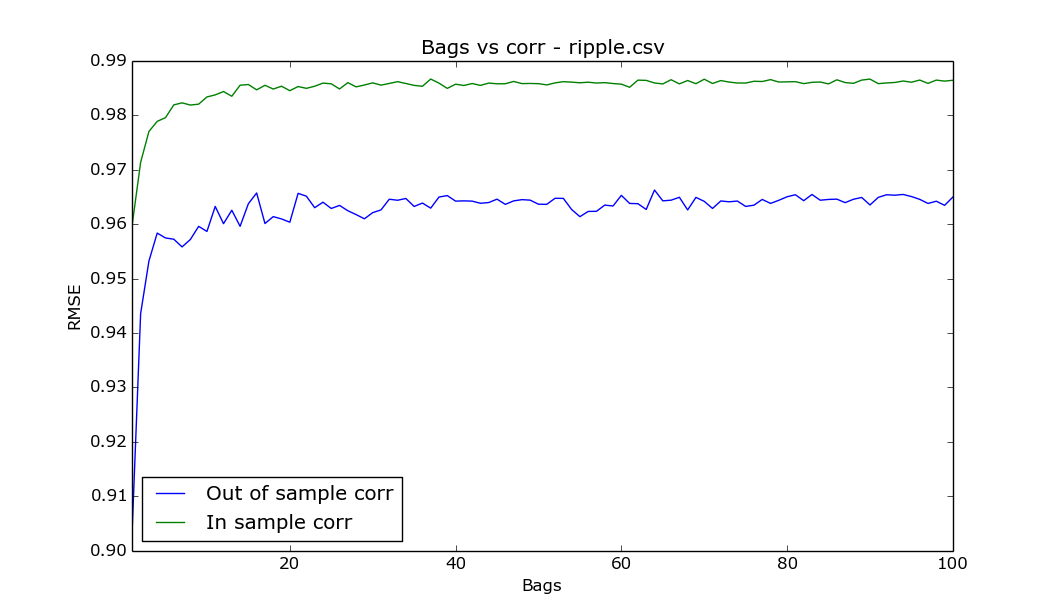 Bags vs corr - ripple.csv
0.99
0.98
0.97
0.96
0.95
0.94
0.93
0.92
0.91
0.90
RMSE
Out of sample corr
In sample corr
20 40 60 80 100
Bags